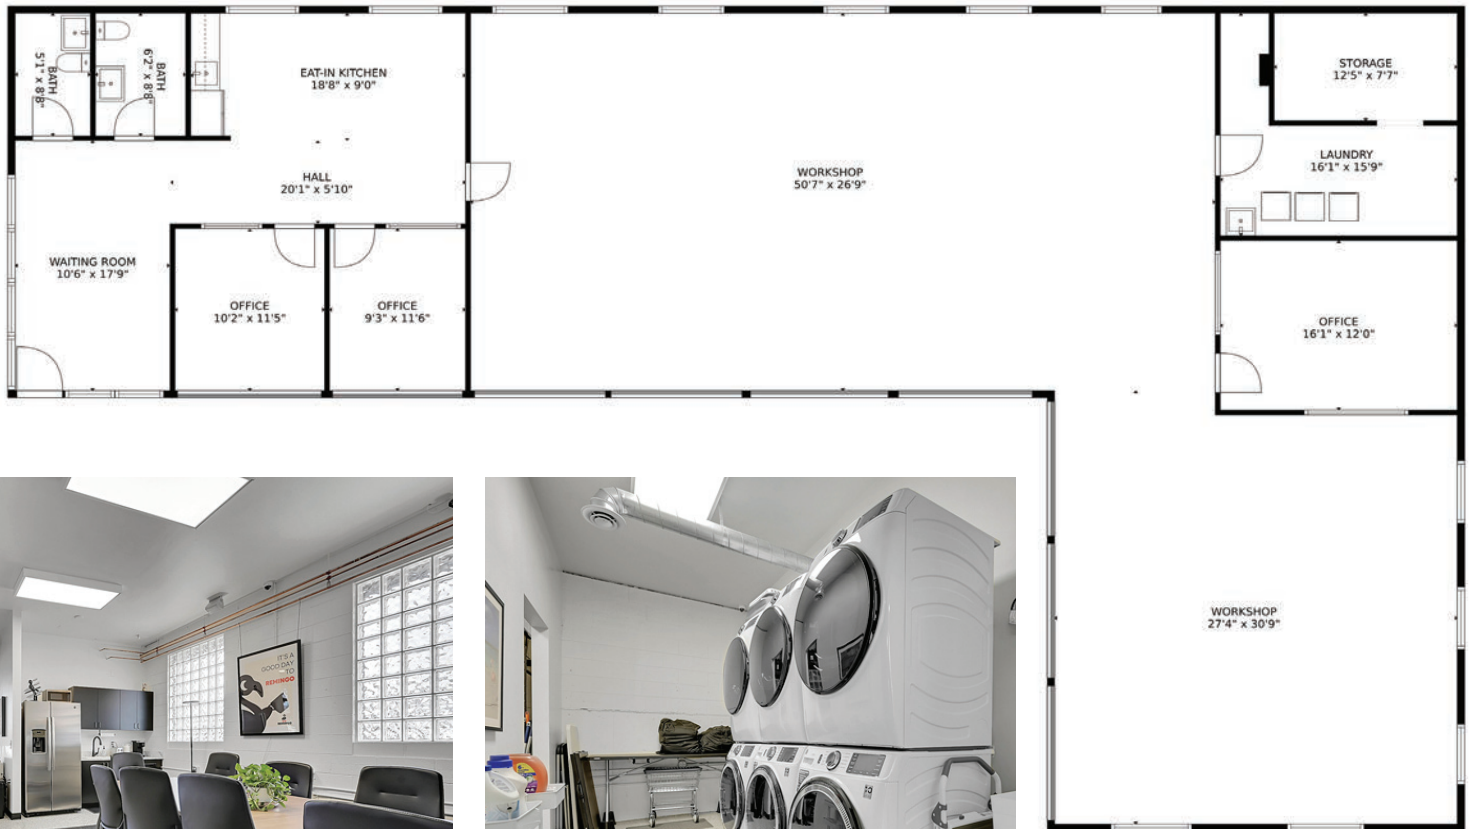 BATH
5'1" x 8'8"
BATH
6'2" x 8'8"
EAT-IN KITCHEN
18'8" x 9'0"
HALL
20'1" x 5'10"
WAITING ROOM
10'6" x 17'9"
OFFICE
10'2" x 11'5"
OFFICE
9'3" x 11'6"
WORKSHOP
50'7" x 26'9"
STORAGE
12'5" x 7'7"
LAUNDRY
16'1" x 15'9"
OFFICE
16'1" x 12'0"
WORKSHOP
27'4" x 30'9"
IT'S A
GOOD DAY
TO